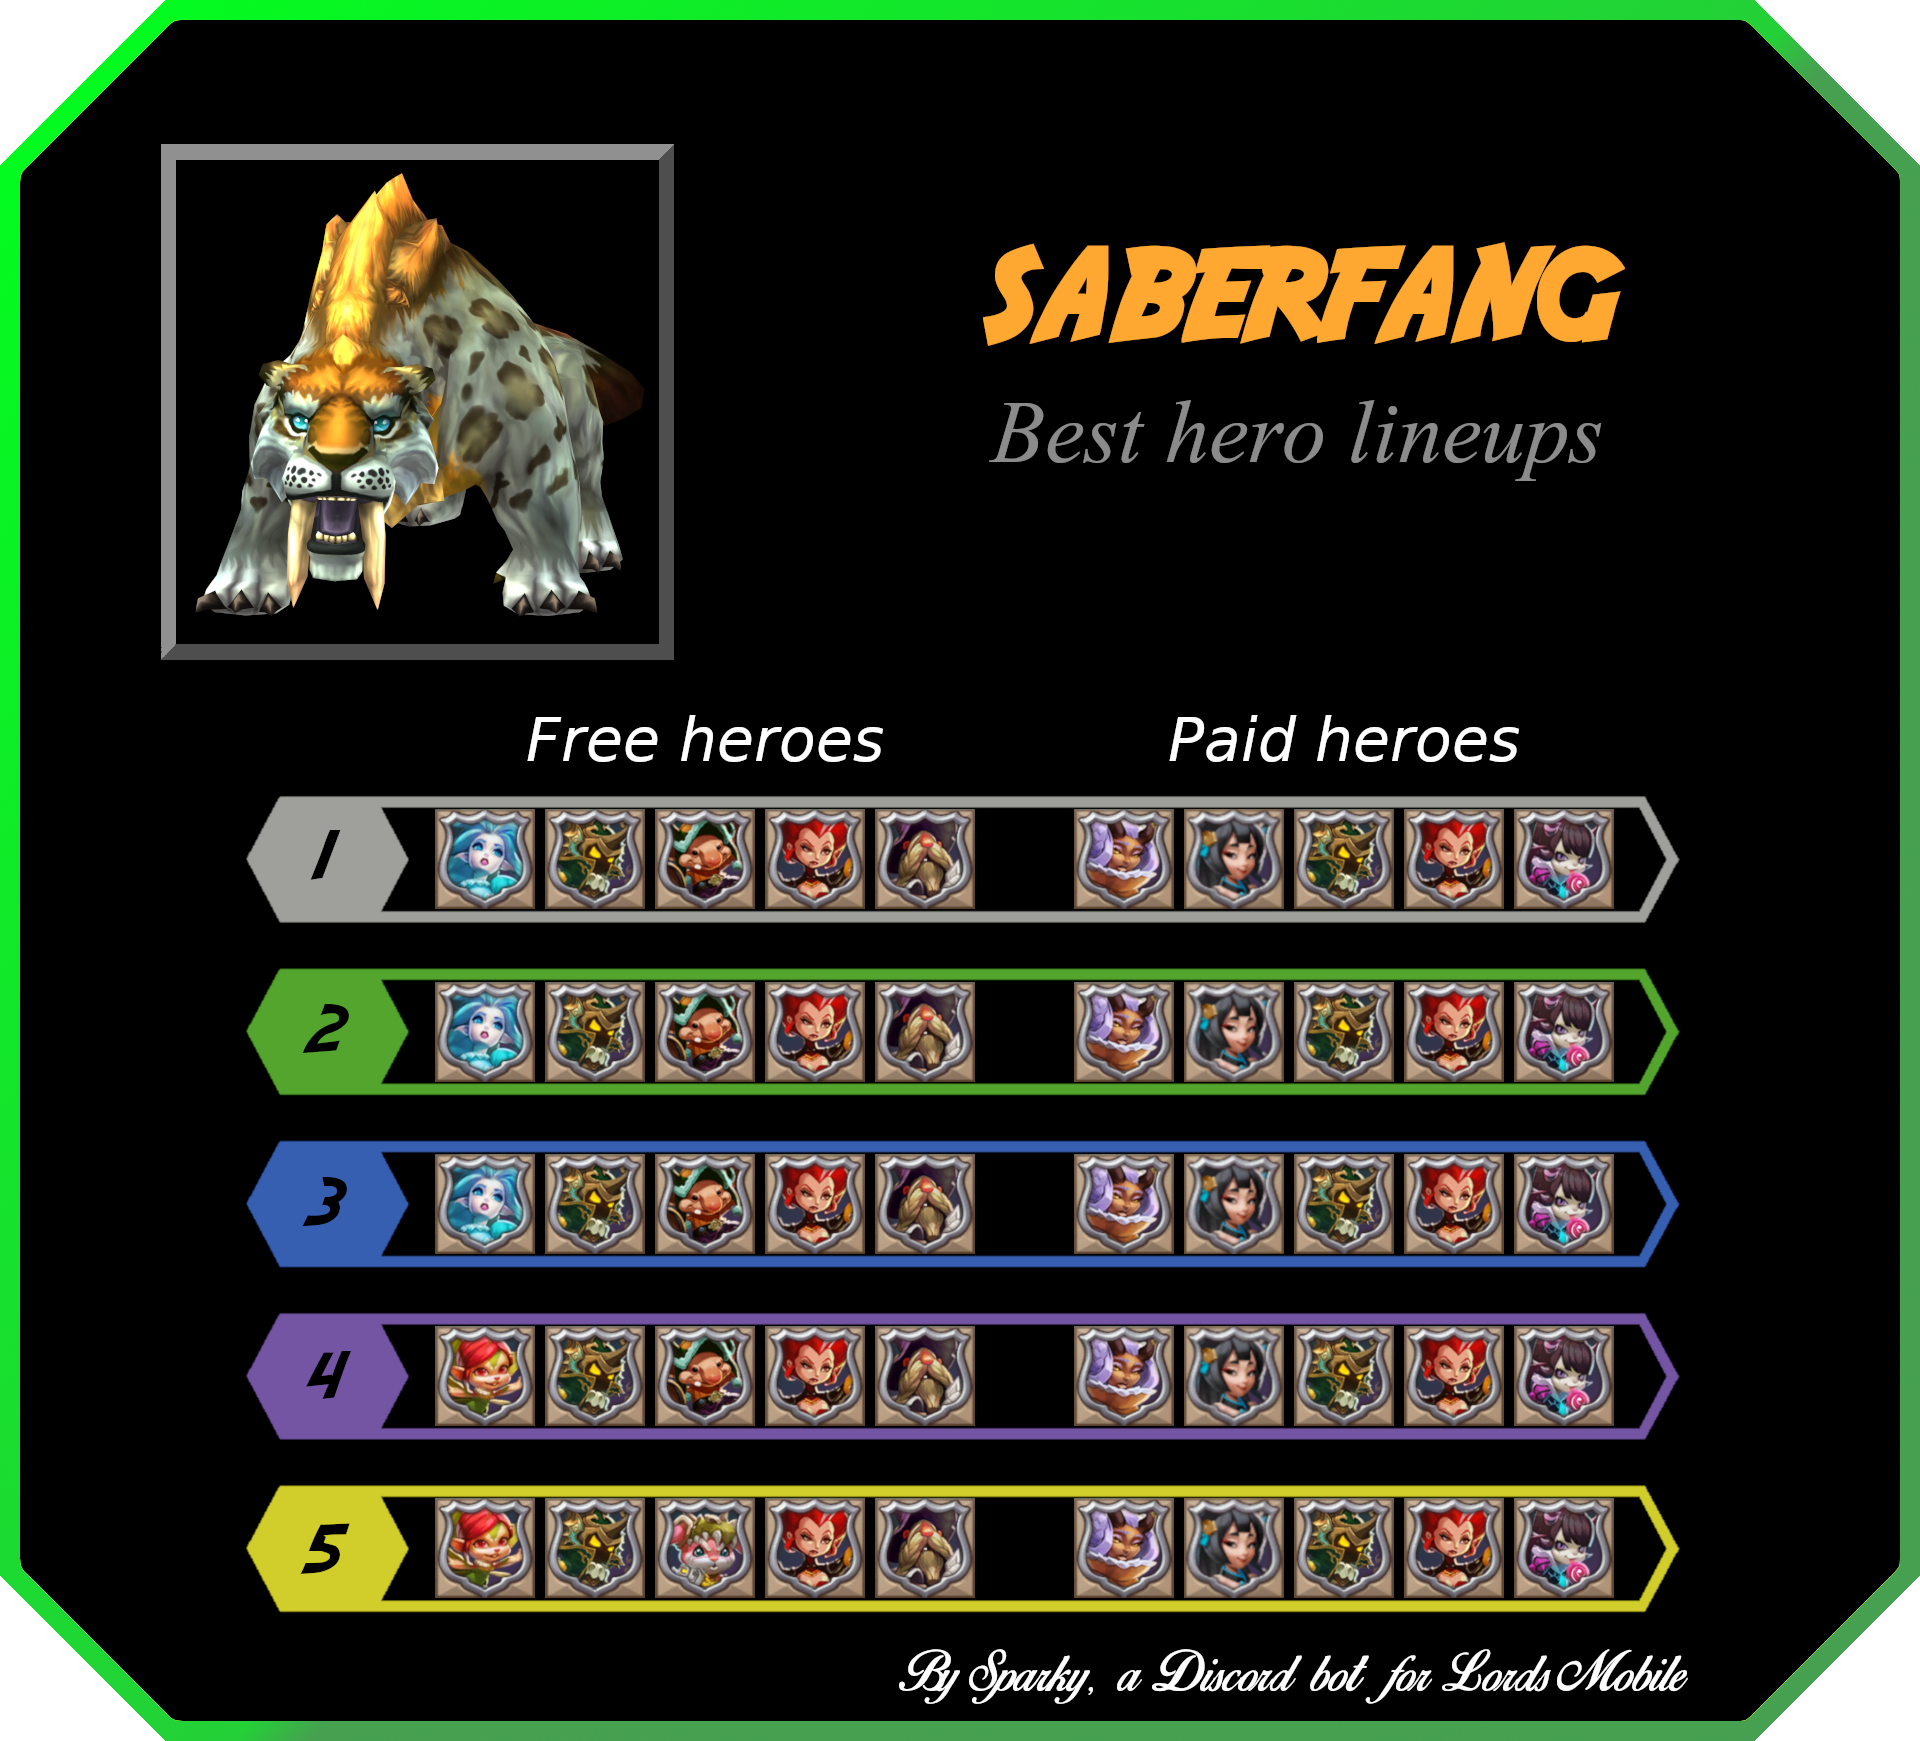 SABERFANG
Best hero lineups
Free heroes Paid heroes
1
2
3
4
5
By Sparky, a Discord bot for Lords Mobile